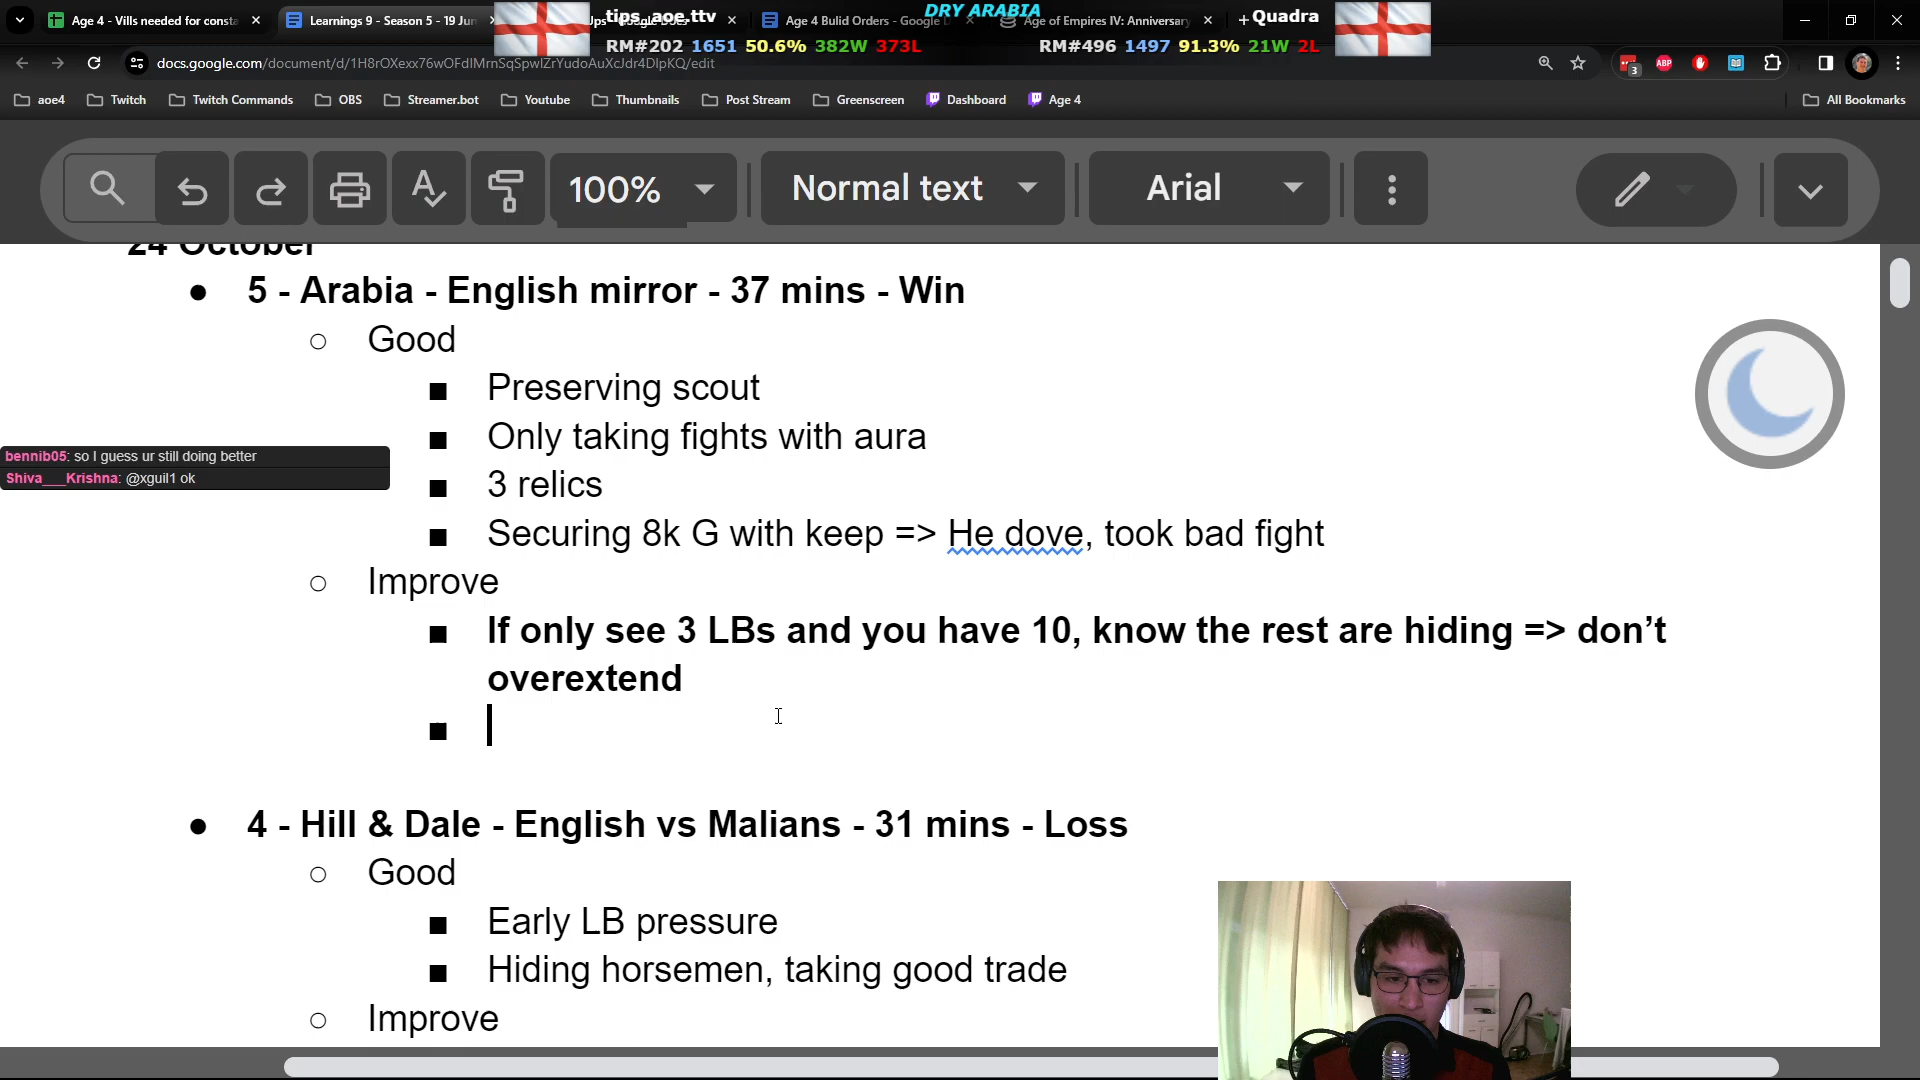 Age 4 - Vills needed for consta
Learnings 9 - Season 5 - 19 Jun
Age 4 Bulid Orders - Google D
Age of Empires IV: Anniversary
DRY ARABIA
tips_aoe.ttv
RM#202 1651 50.6% 382W 373L
Quadra
RM#496 1497 91.3% 21W 2L
docs.google.com/document/d/1H8rOXexx76wOFdIMrnSqSpwIZrYudoAuXcJdr4DlpKQ/edit
3
ABP
aoe4
Twitch
Twitch Commands
OBS
Streamer.bot
Youtube
Thumbnails
Post Stream
Greenscreen
Dashboard
Age 4
All Bookmarks
100%
Normal text
Arial
24 October
● 5 - Arabia - English mirror - 37 mins - Win
○ Good
■ Preserving scout
■ Only taking fights with aura
■ 3 relics
■ Securing 8k G with keep => He dove, took bad fight
○ Improve
■ If only see 3 LBs and you have 10, know the rest are hiding => don’t
overextend
■
bennib05: so I guess ur still doing better
Shiva___Krishna: @xguil1 ok
● 4 - Hill & Dale - English vs Malians - 31 mins - Loss
○ Good
■ Early LB pressure
■ Hiding horsemen, taking good trade
○ Improve